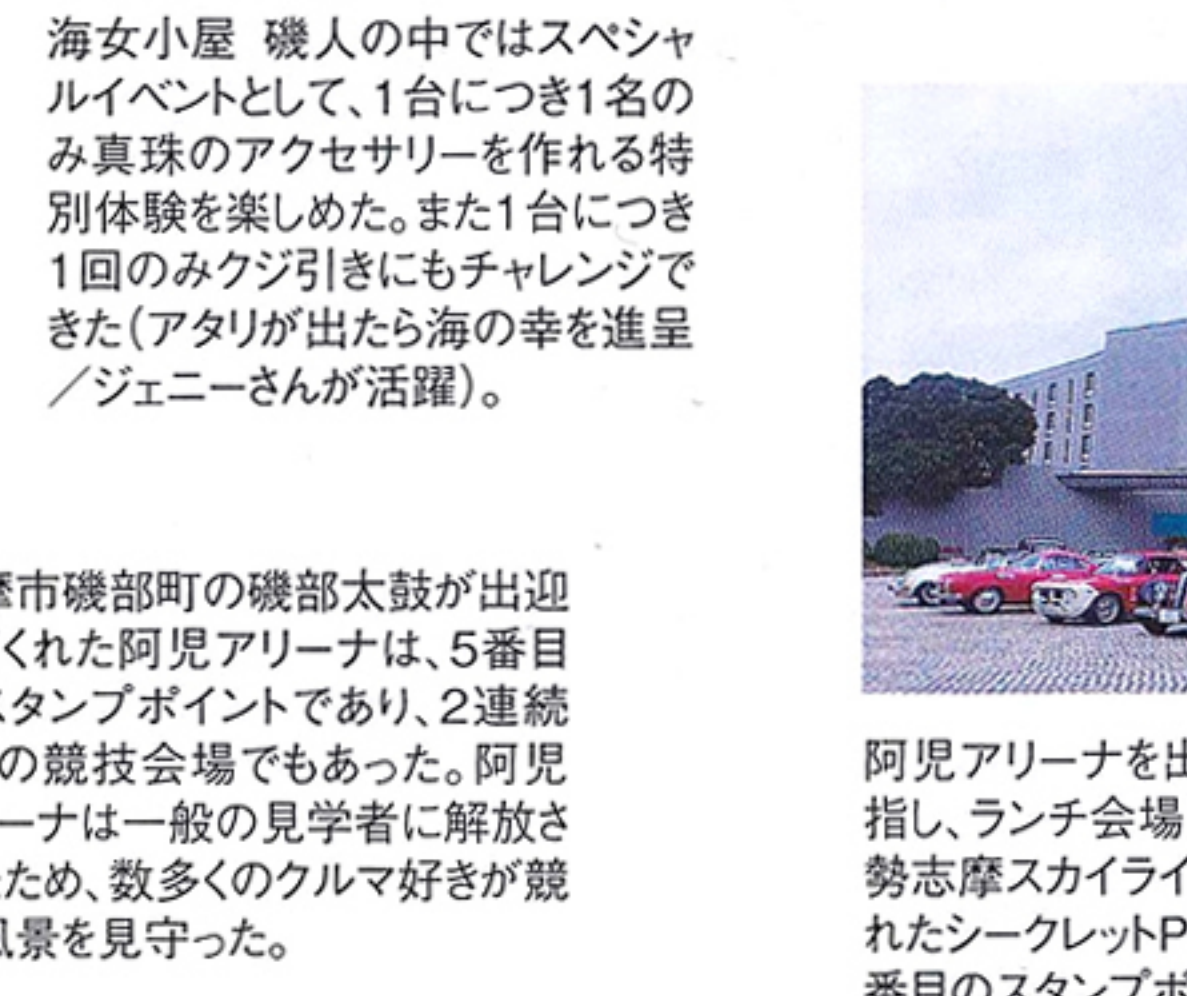 海女小屋 磯人の中ではスペシャ
ルイベントとして、1台につき1名の
み真珠のアクセサリーを作れる特
別体験を楽しめた。また1台につき
1回のみクジ引きにもチャレンジで
きた(アタリが出たら海の幸を進呈
／ジェニーさんが活躍)。
摩市磯部町の磯部太鼓が出迎
くれた阿児アリーナは、5番目
スタンプポイントであり、2連続
の競技会場でもあった。阿児
ーナは一般の見学者に解放さ
ため、数多くのクルマ好きが競
風景を見守った。
阿児アリーナを出
指し、ランチ会場
勢志摩スカイライ
れたシークレットP
番目のスタンプポ